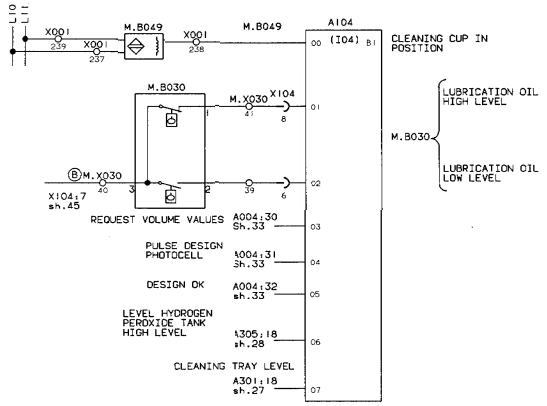 L10
L11
X001
239
X001
237
M.B049
X001
238
M.B049
A104
00 (I04) B1
CLEANING CUP IN
POSITION
M.B030
1
M.X030
41
X104
8
01
LUBRICATION OIL
HIGH LEVEL
M.B030
LUBRICATION OIL
LOW LEVEL
B M.X030
40
3
2
39
6
02
X104:7
sh.45
REQUEST VOLUME VALUES
A004:30
Sh.33
03
PULSE DESIGN
PHOTOCELL
A004:31
Sh.33
04
DESIGN OK
A004:32
sh.33
05
LEVEL HYDROGEN
PEROXIDE TANK
HIGH LEVEL
A305:18
sh.28
06
CLEANING TRAY LEVEL
A301:18
sh.27
07